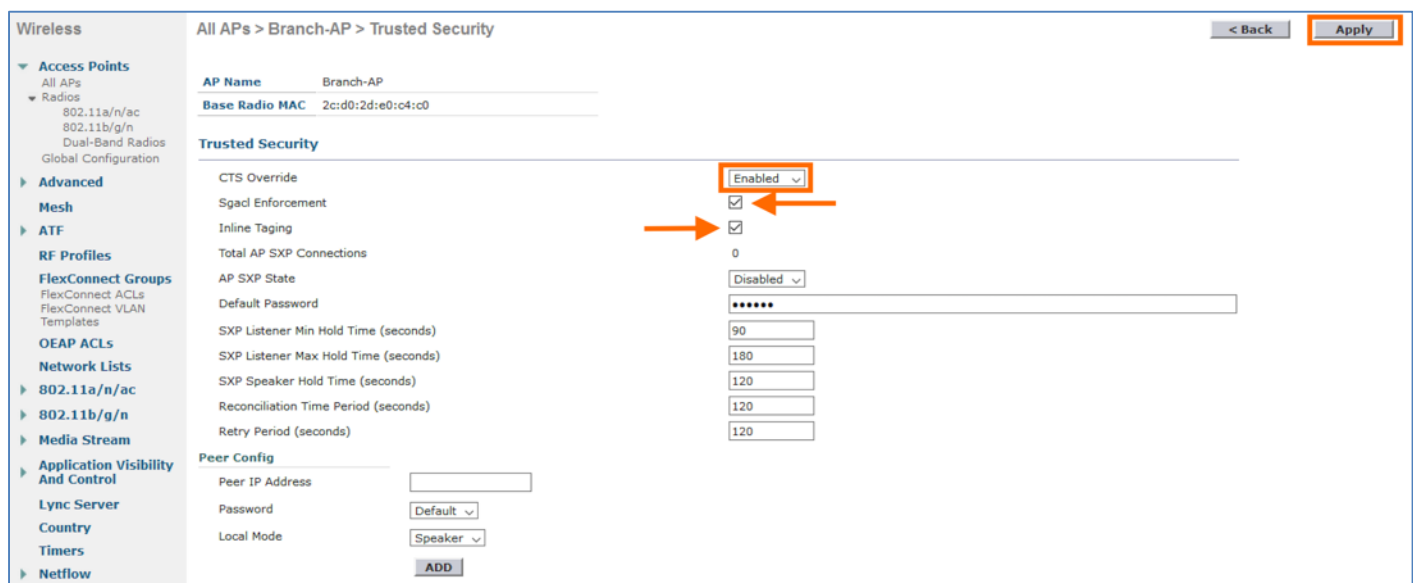 Wireless
Access Points
All APs
Radios
802.11a/n/ac
802.11b/g/n
Dual-Band Radios
Global Configuration
Advanced
Mesh
ATF
RF Profiles
FlexConnect Groups
FlexConnect ACLs
FlexConnect VLAN
Templates
OEAP ACLs
Network Lists
802.11a/n/ac
802.11b/g/n
Media Stream
Application Visibility
And Control
Lync Server
Country
Timers
Netflow
All APs > Branch-AP > Trusted Security
< Back Apply
AP Name Branch-AP
Base Radio MAC 2c:d0:2d:e0:c4:c0
Trusted Security
CTS Override Enabled
Sgacl Enforcement
Inline Taging
Total AP SXP Connections 0
AP SXP State Disabled
Default Password ••••••
SXP Listener Min Hold Time (seconds) 90
SXP Listener Max Hold Time (seconds) 180
SXP Speaker Hold Time (seconds) 120
Reconciliation Time Period (seconds) 120
Retry Period (seconds) 120
Peer Config
Peer IP Address
Password Default
Local Mode Speaker
ADD